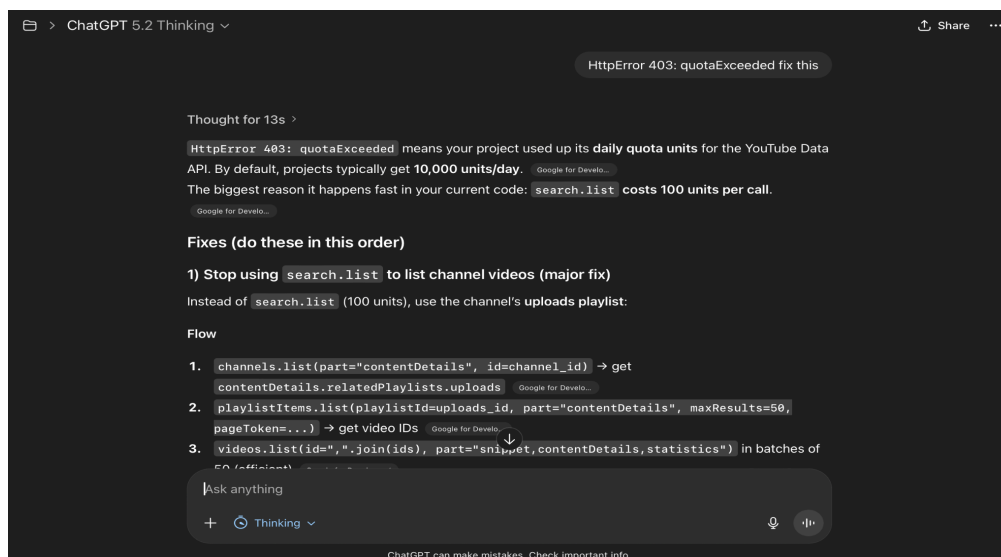 ChatGPT 5.2 Thinking
Share
HttpError 403: quotaExceeded fix this
Thought for 13s
HttpError 403: quotaExceeded means your project used up its daily quota units for the YouTube Data
API. By default, projects typically get 10,000 units/day. Google for Develo...
The biggest reason it happens fast in your current code: search.list costs 100 units per call.
Google for Develo...
Fixes (do these in this order)
1) Stop using search.list to list channel videos (major fix)
Instead of search.list (100 units), use the channel's uploads playlist:
Flow
1. channels.list(part="contentDetails", id=channel_id) → get
contentDetails.relatedPlaylists.uploads Google for Develo...
2. playlistItems.list(playlistId=uploads_id, part="contentDetails", maxResults=50,
pageToken=...) → get video IDs Google for Develo...
3. videos.list(id=",".join(ids), part="snippet,contentDetails,statistics") in batches of
50 (efficient)
Ask anything
Thinking
ChatGPT can make mistakes. Check important info.